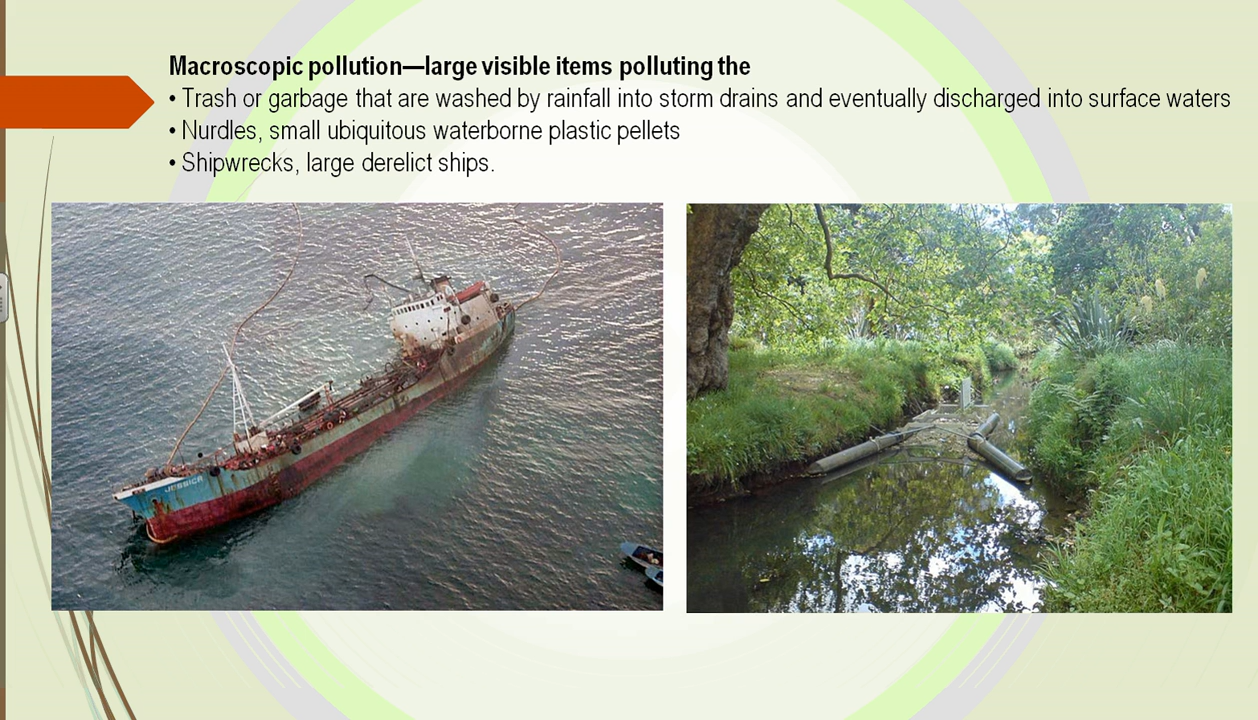 Macroscopic pollution—large visible items polluting the
• Trash or garbage that are washed by rainfall into storm drains and eventually discharged into surface waters
• Nurdles, small ubiquitous waterborne plastic pellets
• Shipwrecks, large derelict ships.
JESSICA